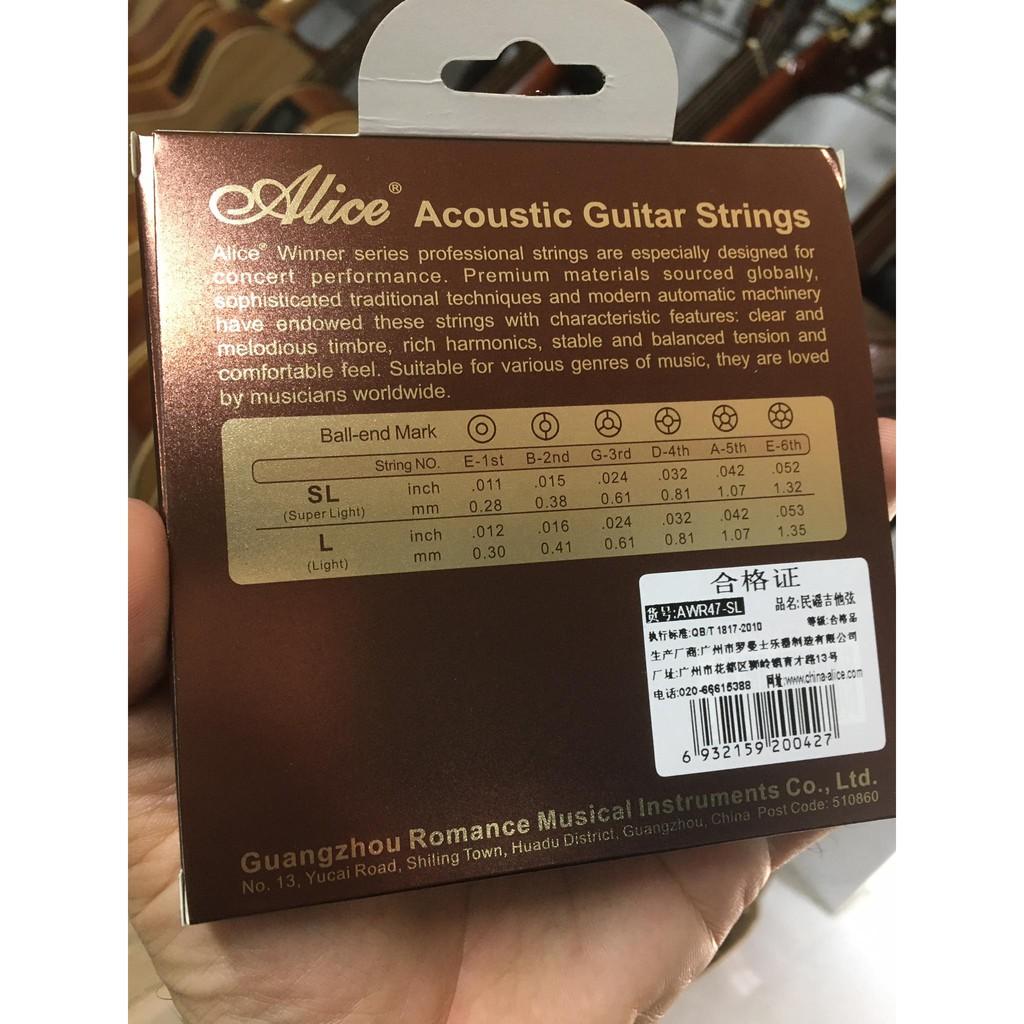 Alice® Acoustic Guitar Strings
Alice® Winner series professional strings are especially designed for
concert performance. Premium materials sourced globally,
sophisticated traditional techniques and modern automatic machinery
have endowed these strings with characteristic features: clear and
melodious timbre, rich harmonics, stable and balanced tension and
comfortable feel. Suitable for various genres of music, they are loved
by musicians worldwide.
Ball-end Mark
String NO. E-1st B-2nd G-3rd D-4th A-5th E-6th
SL (Super Light)
inch .011 .015 .024 .032 .042 .052
mm 0.28 0.38 0.61 0.81 1.07 1.32
L (Light)
inch .012 .016 .024 .032 .042 .053
mm 0.30 0.41 0.61 0.81 1.07 1.35
合格证
货号:AWR47-SL 品名:民谣吉他弦
执行标准:QB/T 1817-2010 等级:合格品
生产厂商:广州市罗曼士乐器制造有限公司
厂址:广州市花都区狮岭镇育才路13号
电话:020-66615388 网址:www.china-alice.com
6 932159 200427
Guangzhou Romance Musical Instruments Co., Ltd.
No. 13, Yucai Road, Shiling Town, Huadu District, Guangzhou, China Post Code: 510860